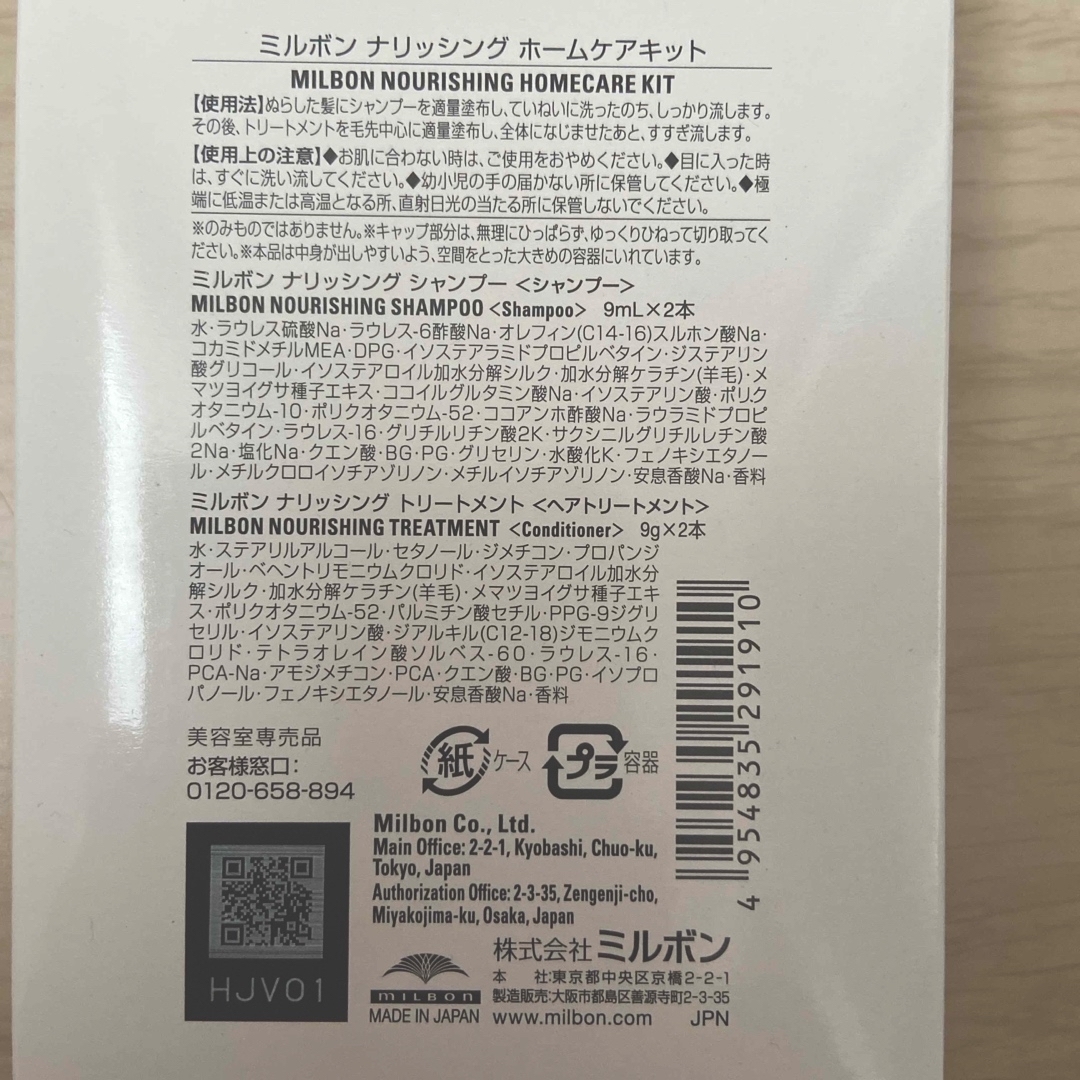 ミルボン ナリッシング ホームケアキット
MILBON NOURISHING HOMECARE KIT
【使用法】ぬらした髪にシャンプーを適量塗布し、ていねいに洗ったのち、しっかり流します。
その後、トリートメントを毛先中心に適量塗布し、全体になじませたあと、すすぎ流します。
【使用上の注意】◆お肌に合わない時は、ご使用をおやめください。◆目に入った時
は、すぐに洗い流してください。◆幼小児の手の届かない所に保管してください。◆極
端に低温または高温となる所、直射日光の当たる所に保管しないでください。
※のみものではありません。※キャップ部分は、無理にひっぱらず、ゆっくりひねって切り取ってく
ださい。※本品は中身が出しやすいよう、空間をとった大きめの容器にいれています。
ミルボン ナリッシング シャンプー <シャンプー>
MILBON NOURISHING SHAMPOO <Shampoo> 9mL×2本
水・ラウレス硫酸Na・ラウレス-6酢酸Na・オレフィン(C14-16)スルホン酸Na・
コカミドメチルMEA・DPG・イソステアラミドプロピルベタイン・ジステアリン
酸グリコール・イソステアロイル加水分解シルク・加水分解ケラチン(羊毛)・メ
マツヨイグサ種子エキス・ココイルグルタミン酸Na・イソステアリン酸・ポリク
オタニウム-10・ポリクオタニウム-52・ココアンホ酢酸Na・ラウラミドプロピ
ルベタイン・ラウレス-16・グリチルリチン酸2K・サクシニルグリチルレチン酸
2Na・塩化Na・クエン酸・BG・PG・グリセリン・水酸化K・フェノキシエタノー
ル・メチルクロロイソチアゾリノン・メチルイソチアゾリノン・安息香酸Na・香料
ミルボン ナリッシング トリートメント <ヘアトリートメント>
MILBON NOURISHING TREATMENT <Conditioner> 9g×2本
水・ステアリルアルコール・セタノール・ジメチコン・プロパンジ
オール・ベヘントリモニウムクロリド・イソステアロイル加水分
解シルク・加水分解ケラチン(羊毛)・メマツヨイグサ種子エキ
ス・ポリクオタニウム-52・パルミチン酸セチル・PPG-9ジグリ
セリル・イソステアリン酸・ジアルキル(C12-18)ジモニウムク
ロリド・テトラオレイン酸ソルベス-60・ラウレス-16・
PCA-Na・アモジメチコン・PCA・クエン酸・BG・PG・イソプロ
パノール・フェノキシエタノール・安息香酸Na・香料
4 954835 291910
美容室専売品
お客様窓口:
0120-658-894
紙 ケース プラ 容器
HJV01
Milbon Co., Ltd.
Main Office: 2-2-1, Kyobashi, Chuo-ku,
Tokyo, Japan
Authorization Office: 2-3-35, Zengenji-cho,
Miyakojima-ku, Osaka, Japan
milbon
MADE IN JAPAN
株式会社 ミルボン
本 社:東京都中央区京橋2-2-1
製造販売:大阪市都島区善源寺町2-3-35
www.milbon.com JPN